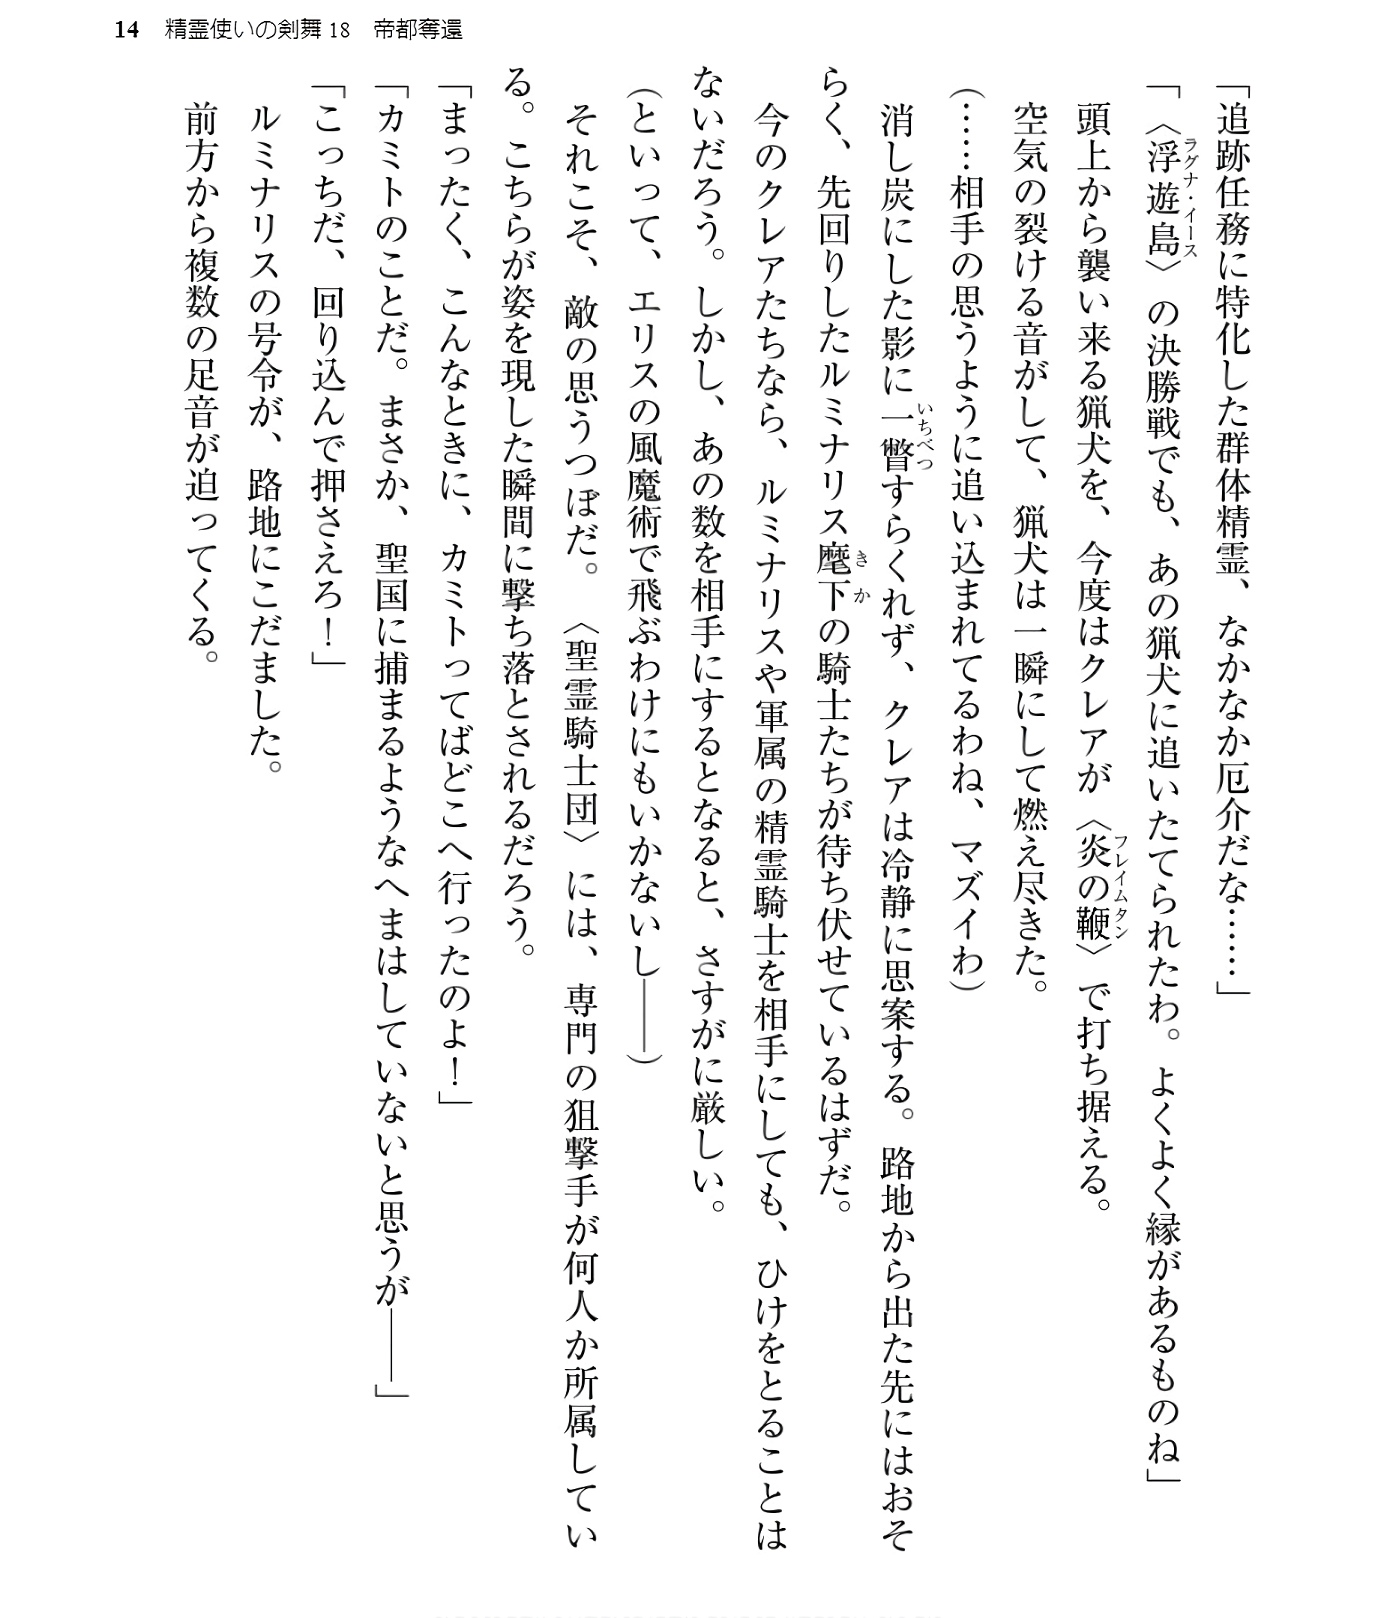 14 精霊使いの剣舞18 帝都奪還
「追跡任務に特化した群体精霊、なかなか厄介だな……」
「〈浮遊島〉の決勝戦でも、あの猟犬に追いたてられたわ。よくよく縁があるものね」
ラグナ・イース
頭上から襲い来る猟犬を、今度はクレアが〈炎の鞭〉で打ち据える。
フレイムタン
空気の裂ける音がして、猟犬は一瞬にして燃え尽きた。
(……相手の思うように追い込まれてるわね、マズイわ)
消し炭にした影に一瞥すらくれず、クレアは冷静に思案する。路地から出た先にはおそ
いちべつ
らく、先回りしたルミナリス麾下の騎士たちが待ち伏せているはずだ。
きか
今のクレアたちなら、ルミナリスや軍属の精霊騎士を相手にしても、ひけをとることは
ないだろう。しかし、あの数を相手にするとなると、さすがに厳しい。
(といって、エリスの風魔術で飛ぶわけにもいかないし――)
それこそ、敵の思うつぼだ。〈聖霊騎士団〉には、専門の狙撃手が何人か所属してい
る。こちらが姿を現した瞬間に撃ち落とされるだろう。
「まったく、こんなときに、カミトってばどこへ行ったのよ！」
「カミトのことだ。まさか、聖国に捕まるようなへまはしていないと思うが――」
「こっちだ、回り込んで押さえろ！」
ルミナリスの号令が、路地にこだました。
前方から複数の足音が迫ってくる。